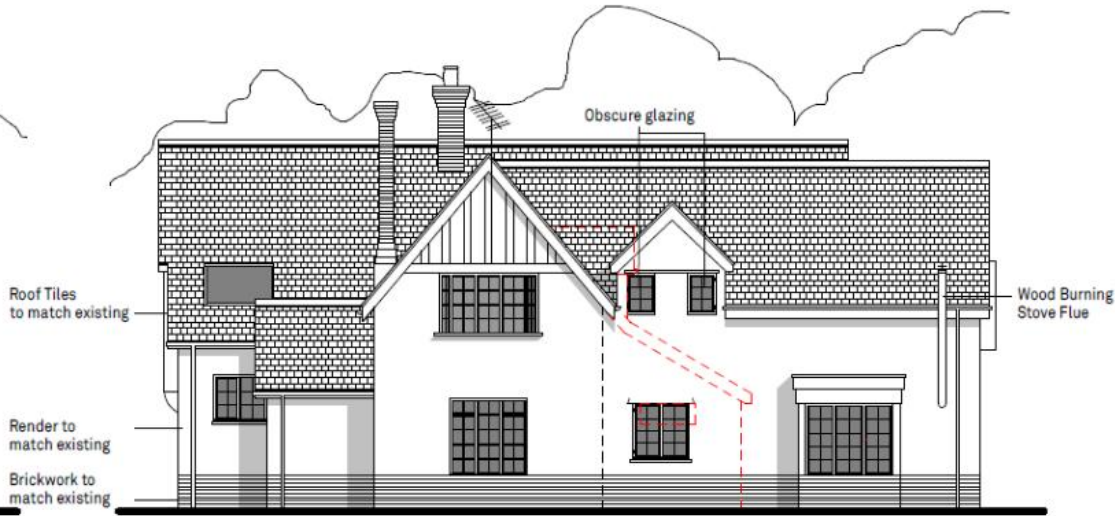 Obscure glazing
Roof Tiles
to match existing
Wood Burning
Stove Flue
Render to
match existing
Brickwork to
match existing